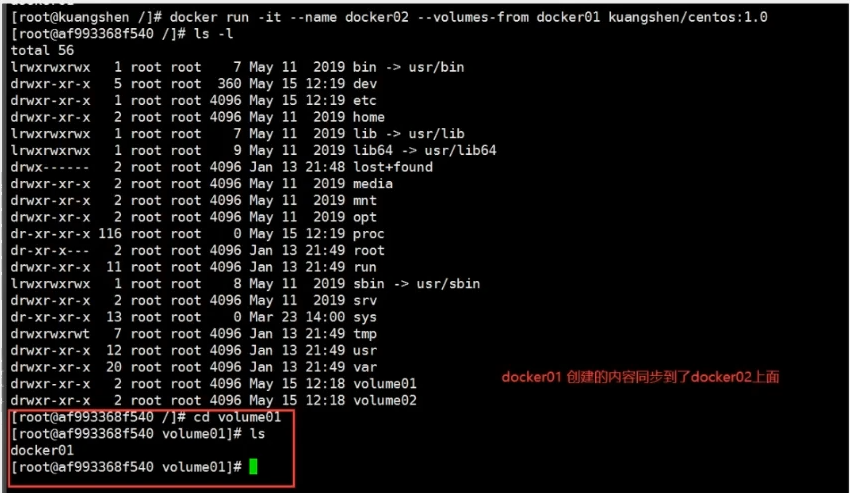 [root@kuangshen /]# docker run -it --name docker02 --volumes-from docker01 kuangshen/centos:1.0
[root@af993368f540 /]# ls -l
total 56
lrwxrwxrwx   1 root root    7 May 11  2019 bin -> usr/bin
drwxr-xr-x   5 root root  360 May 15 12:19 dev
drwxr-xr-x   1 root root 4096 May 15 12:19 etc
drwxr-xr-x   2 root root 4096 May 11  2019 home
lrwxrwxrwx   1 root root    7 May 11  2019 lib -> usr/lib
lrwxrwxrwx   1 root root    9 May 11  2019 lib64 -> usr/lib64
drwx------   2 root root 4096 Jan 13 21:48 lost+found
drwxr-xr-x   2 root root 4096 May 11  2019 media
drwxr-xr-x   2 root root 4096 May 11  2019 mnt
drwxr-xr-x   2 root root 4096 May 11  2019 opt
dr-xr-xr-x 116 root root    0 May 15 12:19 proc
dr-xr-x---   2 root root 4096 Jan 13 21:49 root
drwxr-xr-x  11 root root 4096 Jan 13 21:49 run
lrwxrwxrwx   1 root root    8 May 11  2019 sbin -> usr/sbin
drwxr-xr-x   2 root root 4096 May 11  2019 srv
dr-xr-xr-x  13 root root    0 Mar 23 14:00 sys
drwxrwxrwt   7 root root 4096 Jan 13 21:49 tmp
drwxr-xr-x  12 root root 4096 Jan 13 21:49 usr
drwxr-xr-x  20 root root 4096 Jan 13 21:49 var
docker01 创建的内容同步到了docker02上面
drwxr-xr-x   2 root root 4096 May 15 12:18 volume01
drwxr-xr-x   2 root root 4096 May 15 12:18 volume02
[root@af993368f540 /]# cd volume01
[root@af993368f540 volume01]# ls
docker01
[root@af993368f540 volume01]#